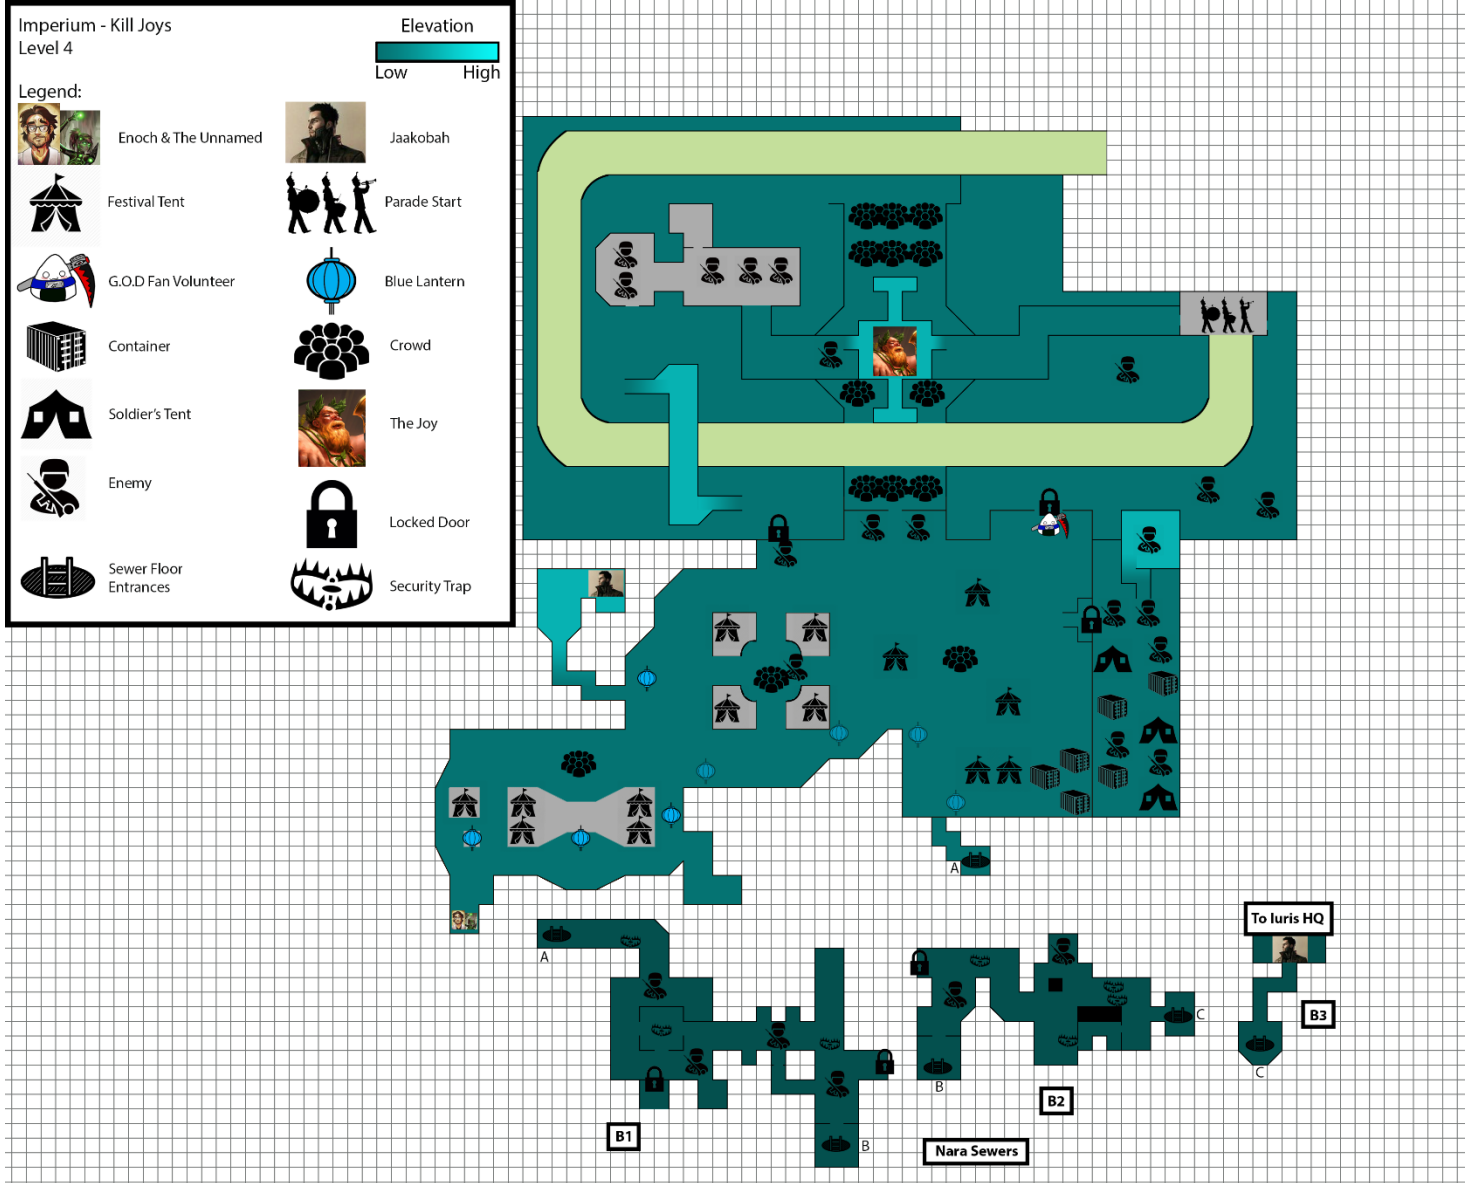 Imperium - Kill Joys
Level 4
Elevation
Low
High
Legend:
Enoch & The Unnamed
Jaakobah
Festival Tent
Parade Start
G.O.D Fan Volunteer
Blue Lantern
Container
Crowd
Soldier's Tent
The Joy
Enemy
Locked Door
Sewer Floor
Entrances
Security Trap
A
To Iuris HQ
A
C
B3
C
B
B2
B1
B
Nara Sewers